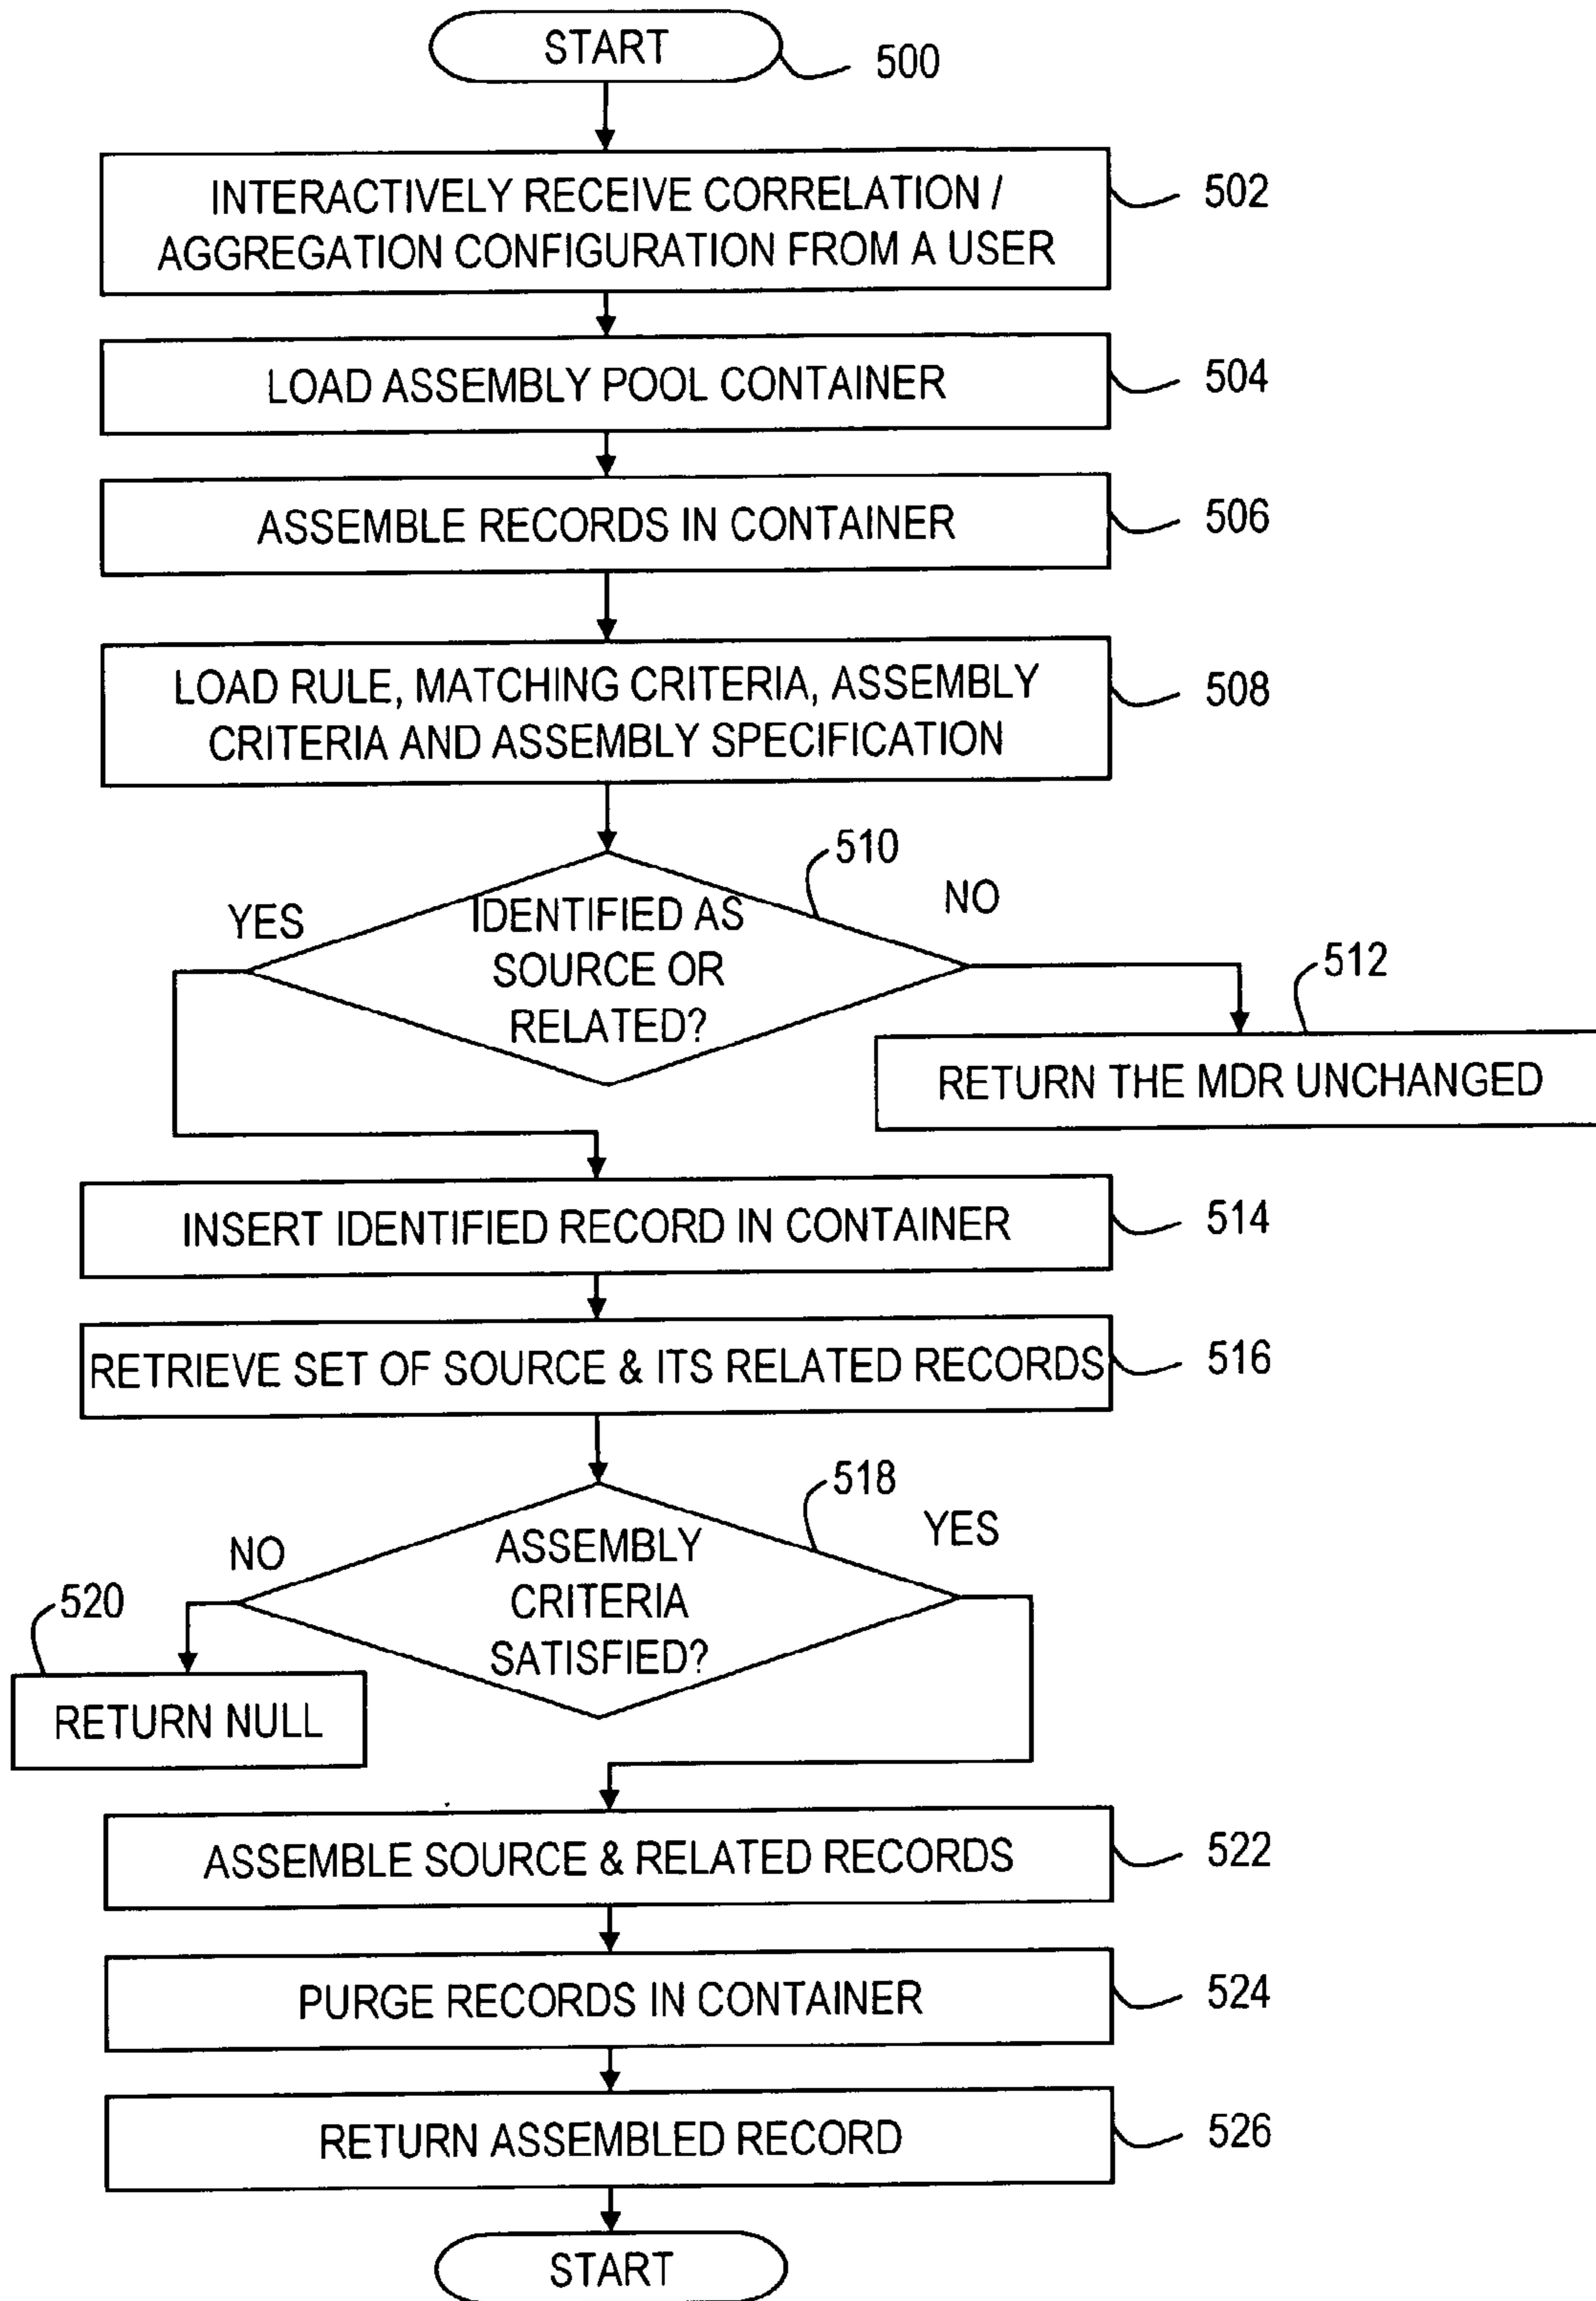 START
500
INTERACTIVELY RECEIVE CORRELATION /
AGGREGATION CONFIGURATION FROM A USER
502
LOAD ASSEMBLY POOL CONTAINER
504
ASSEMBLE RECORDS IN CONTAINER
506
LOAD RULE, MATCHING CRITERIA, ASSEMBLY
CRITERIA AND ASSEMBLY SPECIFICATION
508
510
YES
IDENTIFIED AS
SOURCE OR
RELATED?
NO
512
RETURN THE MDR UNCHANGED
INSERT IDENTIFIED RECORD IN CONTAINER
514
RETRIEVE SET OF SOURCE & ITS RELATED RECORDS
516
518
NO
ASSEMBLY
CRITERIA
SATISFIED?
YES
520
RETURN NULL
ASSEMBLE SOURCE & RELATED RECORDS
522
PURGE RECORDS IN CONTAINER
524
RETURN ASSEMBLED RECORD
526
START